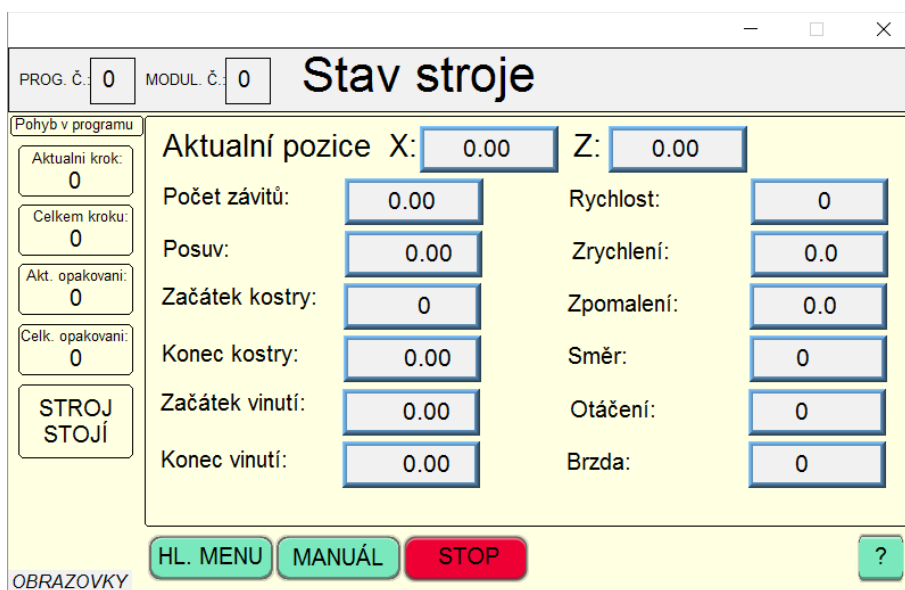 PROG. Č.: 0 MODUL. Č.: 0 Stav stroje
Pohyb v programu
Aktualni krok:
0
Celkem kroku:
0
Akt. opakovani:
0
Celk. opakovani:
0
STROJ
STOJÍ
Aktualní pozice X: 0.00 Z: 0.00
Počet závitů: 0.00 Rychlost: 0
Posuv: 0.00 Zrychlení: 0.0
Začátek kostry: 0 Zpomalení: 0.0
Konec kostry: 0.00 Směr: 0
Začátek vinutí: 0.00 Otáčení: 0
Konec vinutí: 0.00 Brzda: 0
HL. MENU MANUÁL STOP ?
OBRAZOVKY